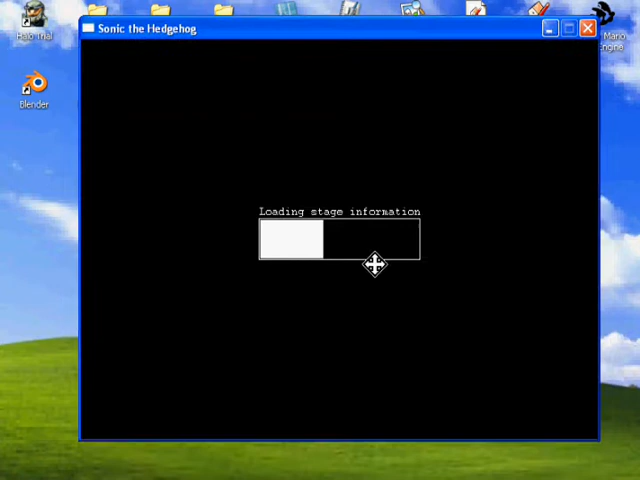 Sonic the Hedgehog
Halo Trial
Mario
Engine
Blender
Loading stage information